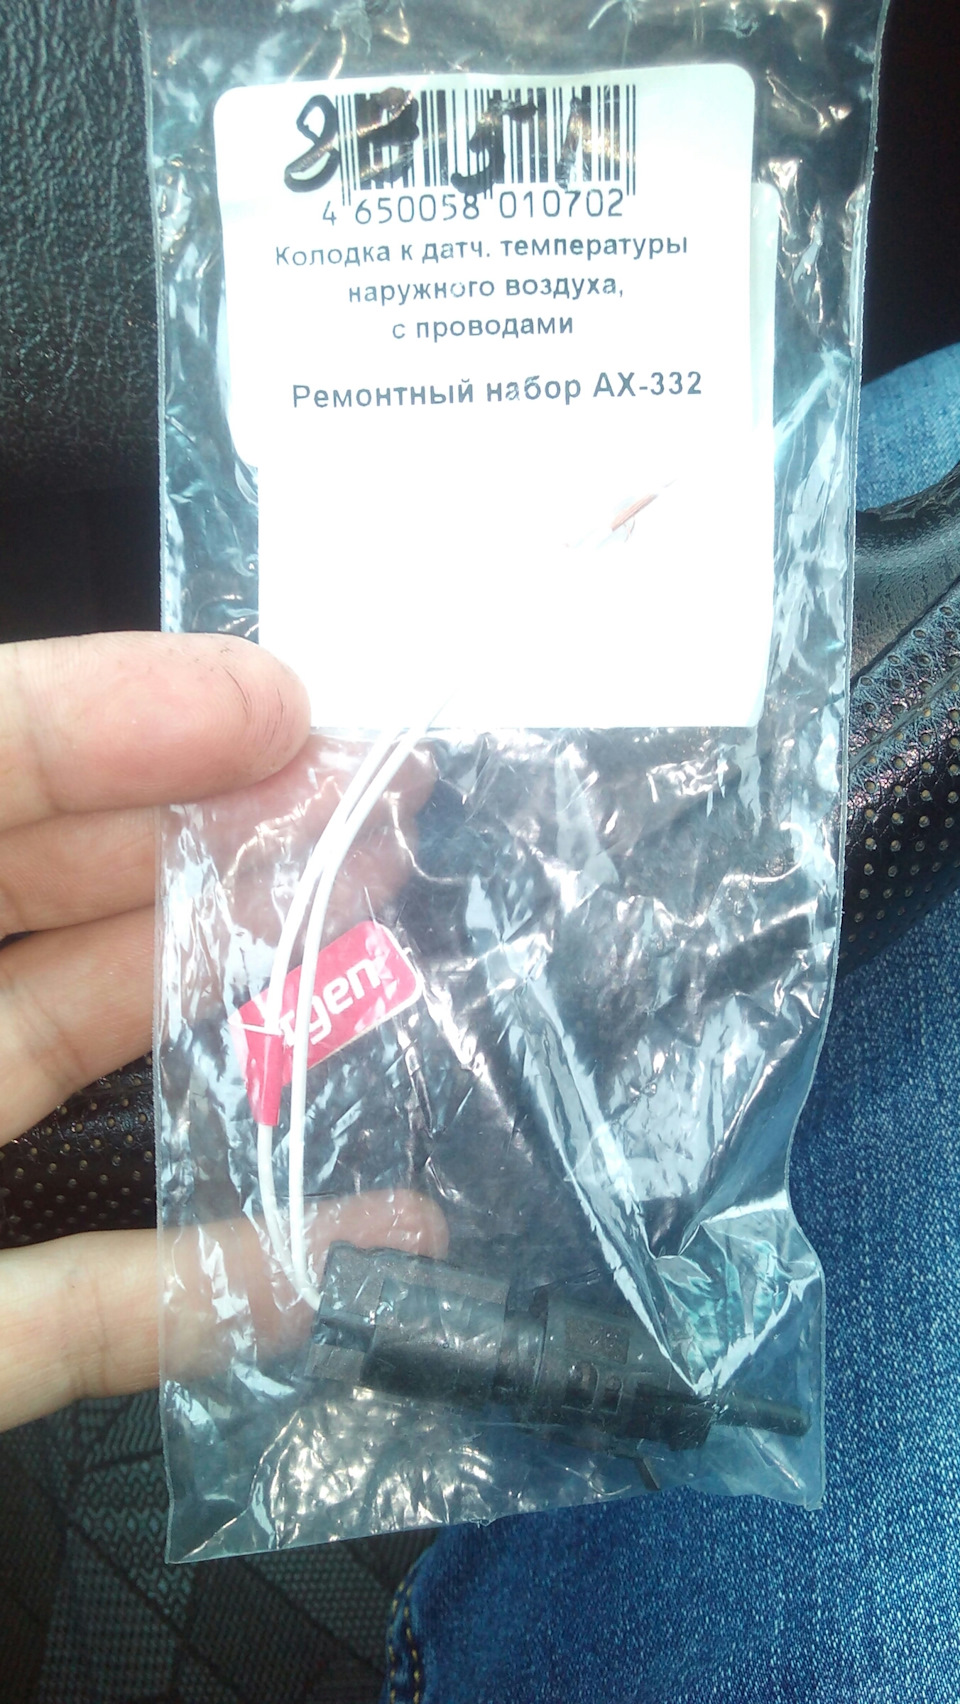 4 650058 010702
Колодка к датч. температуры
наружного воздуха,
с проводами
Ремонтный набор АХ-332